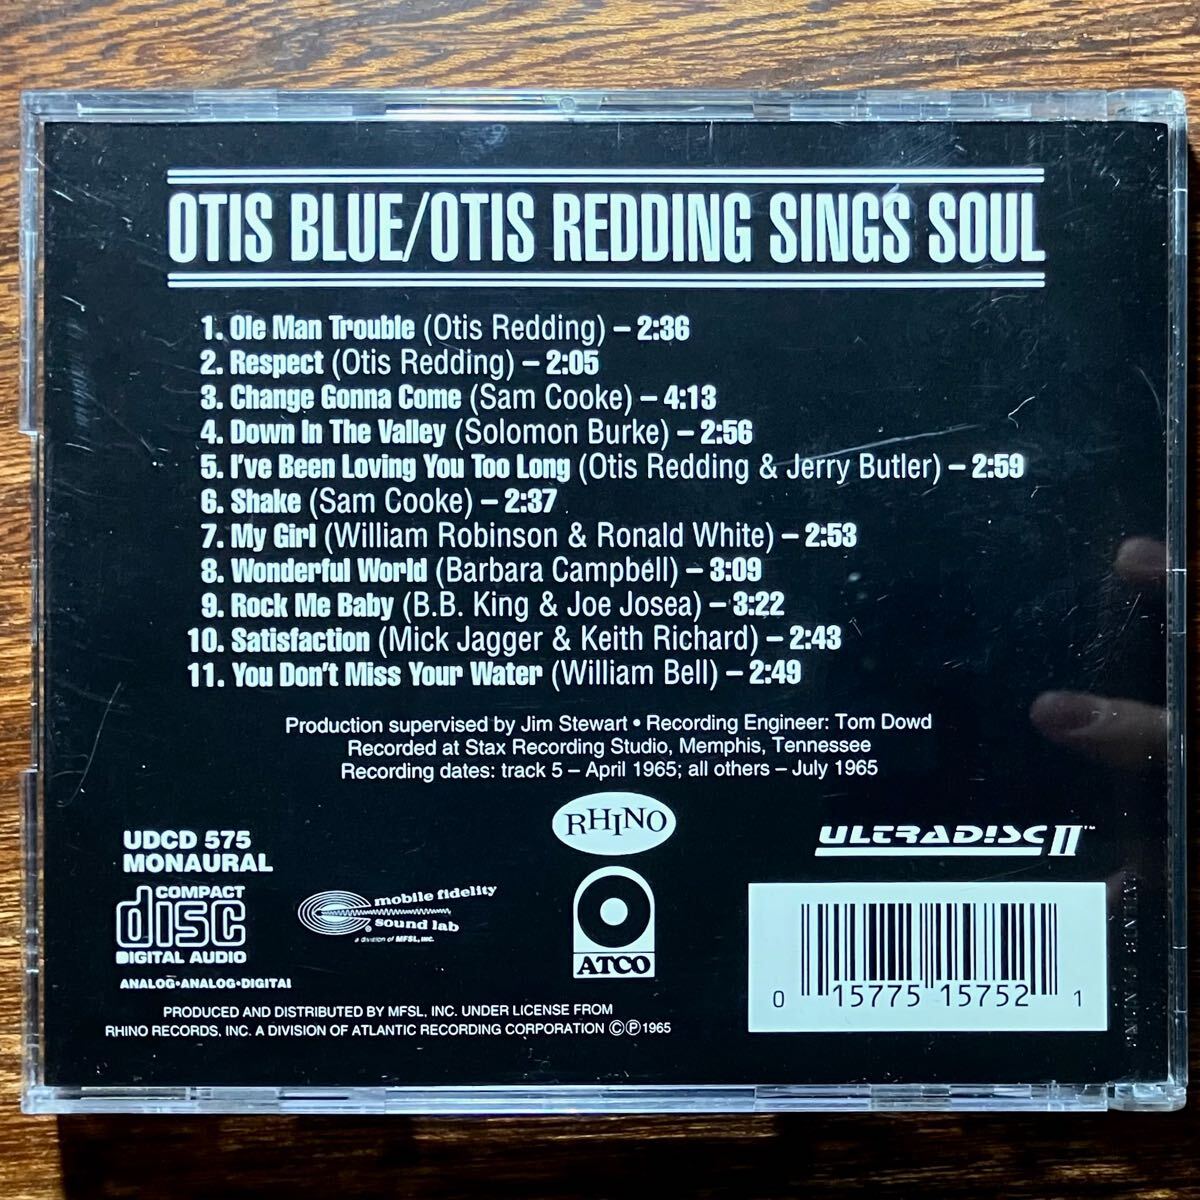 OTIS BLUE/OTIS REDDING SINGS SOUL
1. Ole Man Trouble (Otis Redding) – 2:36
2. Respect (Otis Redding) – 2:05
3. Change Gonna Come (Sam Cooke) – 4:13
4. Down In The Valley (Solomon Burke) – 2:56
5. I've Been Loving You Too Long (Otis Redding & Jerry Butler) – 2:59
6. Shake (Sam Cooke) – 2:37
7. My Girl (William Robinson & Ronald White) – 2:53
8. Wonderful World (Barbara Campbell) – 3:09
9. Rock Me Baby (B.B. King & Joe Josea) – 3:22
10. Satisfaction (Mick Jagger & Keith Richard) – 2:43
11. You Don't Miss Your Water (William Bell) – 2:49
Production supervised by Jim Stewart • Recording Engineer: Tom Dowd
Recorded at Stax Recording Studio, Memphis, Tennessee
Recording dates: track 5 – April 1965; all others – July 1965
RHINO
UDCD 575
MONAURAL
ULTRADISC II™
COMPACT
disc
DIGITAL AUDIO
mobile fidelity
® sound lab
a division of MFSL, INC.
ATCO
ANALOG•ANALOG•DIGITAL
PRODUCED AND DISTRIBUTED BY MFSL, INC. UNDER LICENSE FROM
RHINO RECORDS, INC. A DIVISION OF ATLANTIC RECORDING CORPORATION ©℗1965
0 15775 15752 1